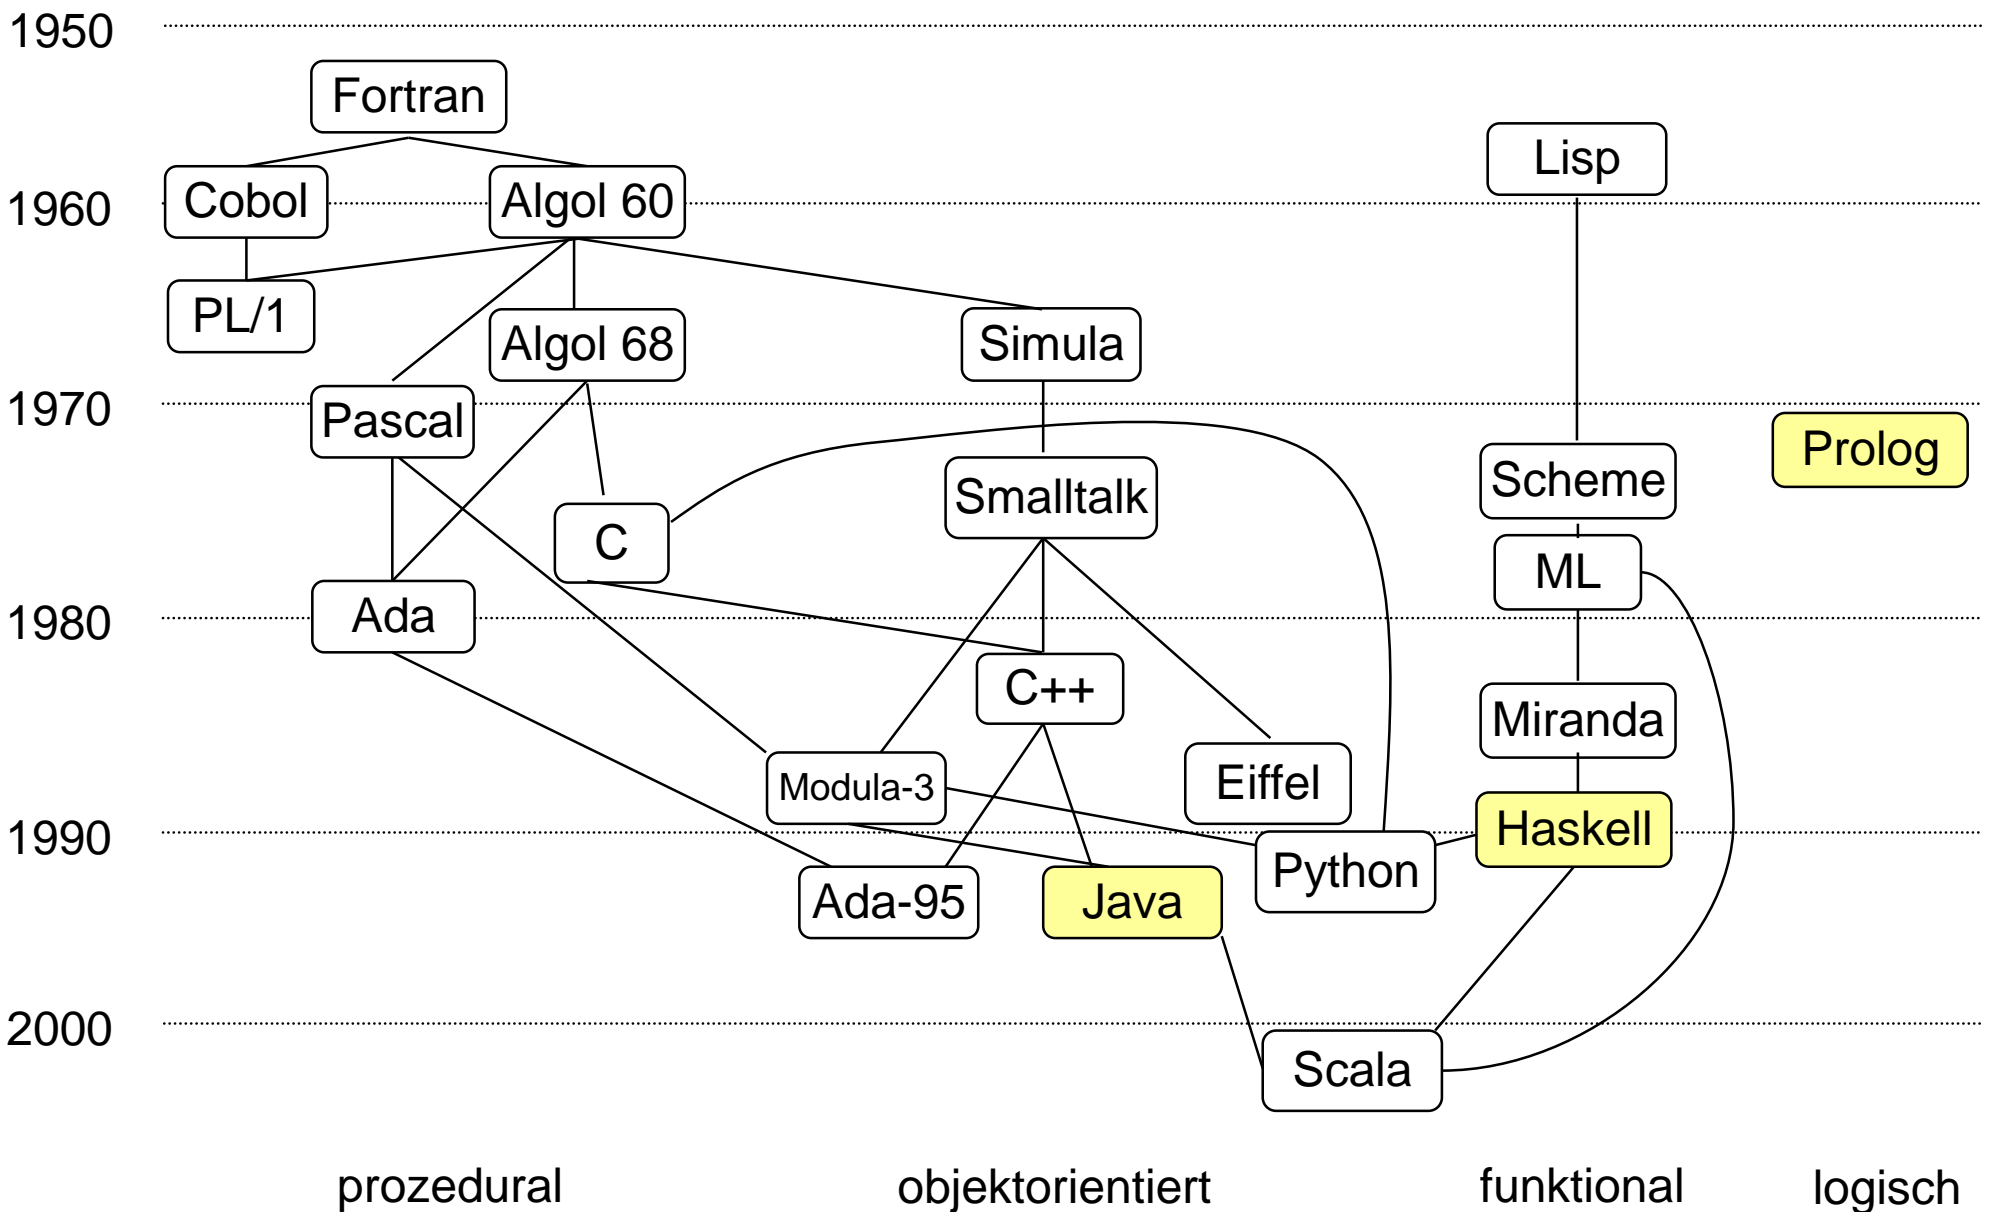 1950
Fortran
Lisp
1960
Cobol
Algol 60
PL/1
Algol 68
Simula
1970
Pascal
Prolog
Scheme
Smalltalk
C
ML
1980
Ada
C++
Miranda
Modula-3
Eiffel
1990
Haskell
Python
Ada-95
Java
2000
Scala
prozedural
objektorientiert
funktional
logisch